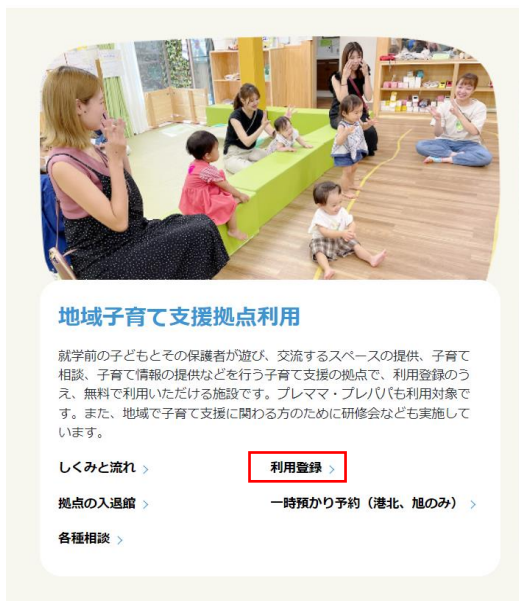 地域子育て支援拠点利用
就学前の子どもとその保護者が遊び、交流するスペースの提供、子育て
相談、子育て情報の提供などを行う子育て支援の拠点で、利用登録のう
え、無料で利用いただける施設です。プレママ・プレパパも利用対象で
す。また、地域で子育て支援に関わる方のために研修会なども実施して
います。
しくみと流れ >
利用登録 >
拠点の入退館 >
一時預かり予約（港北、旭のみ） >
各種相談 >